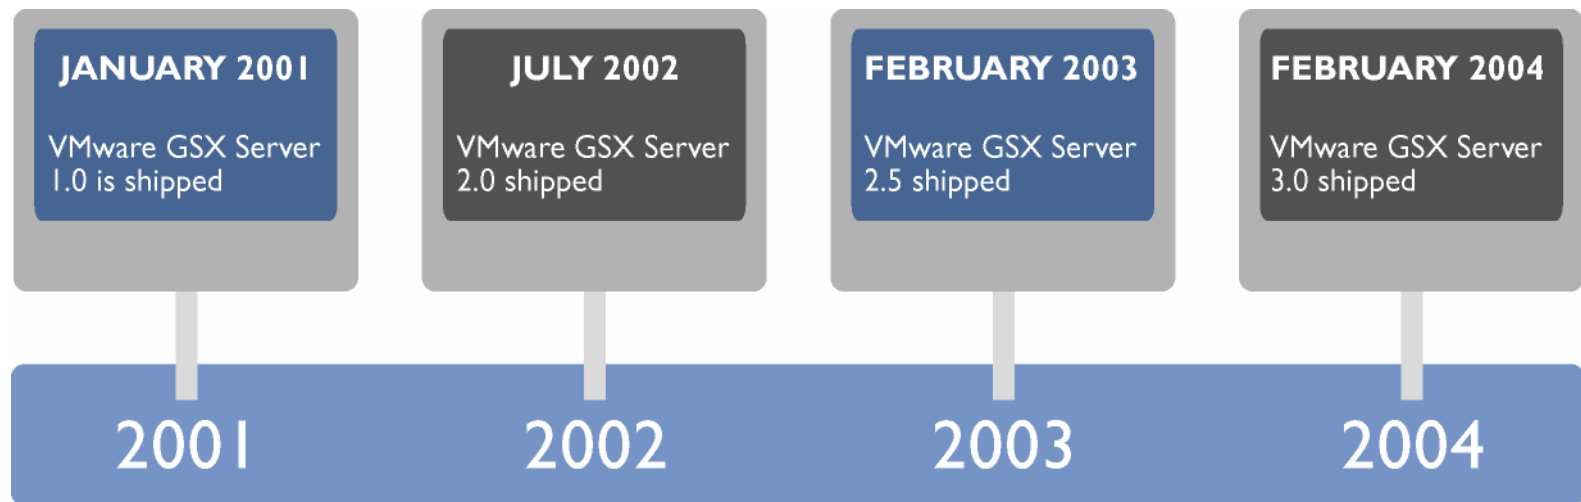 JANUARY 2001
VMware GSX Server
1.0 is shipped
JULY 2002
VMware GSX Server
2.0 shipped
FEBRUARY 2003
VMware GSX Server
2.5 shipped
FEBRUARY 2004
VMware GSX Server
3.0 shipped
2001
2002
2003
2004